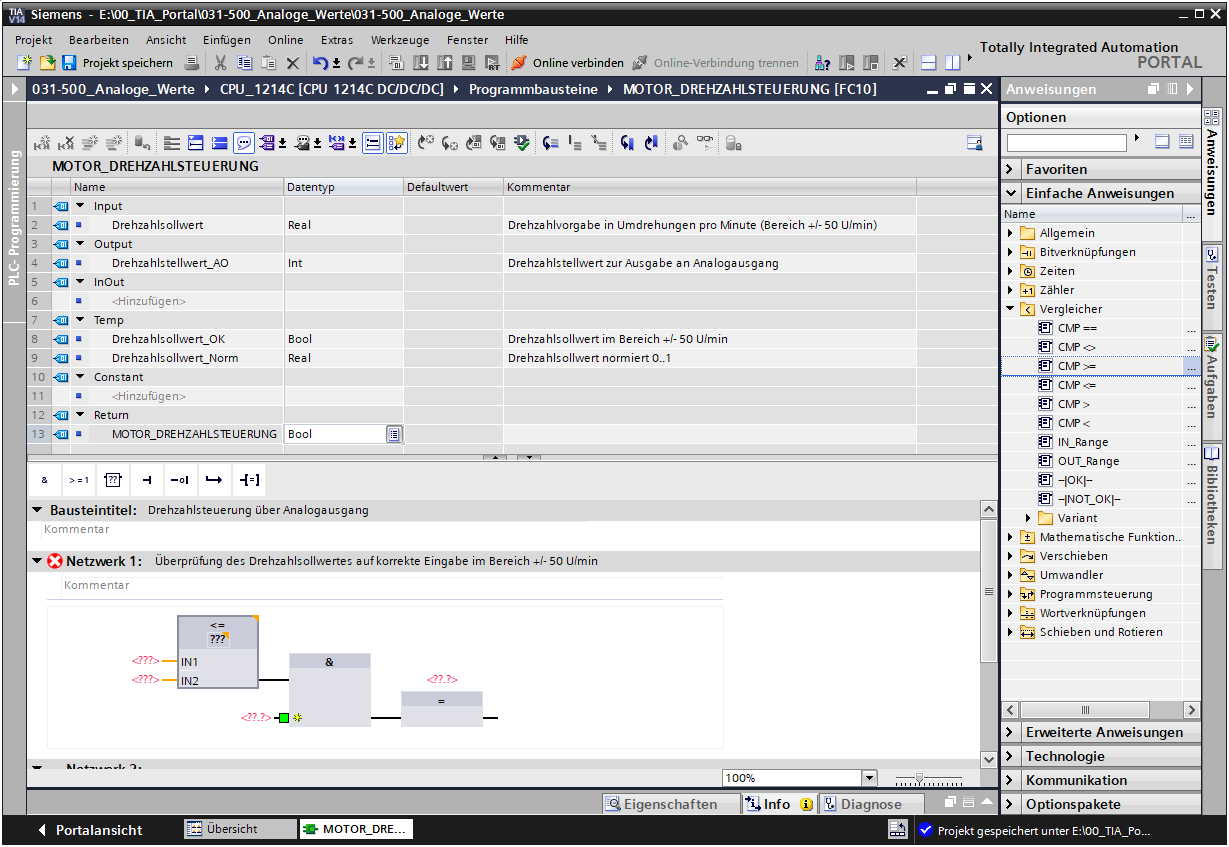 TIA V14 Siemens - E:\00_TIA_Portal\031-500_Analoge_Werte\031-500_Analoge_Werte
Projekt Bearbeiten Ansicht Einfügen Online Extras Werkzeuge Fenster Hilfe
Totally Integrated Automation
PORTAL
Projekt speichern Online verbinden Online-Verbindung trennen
031-500_Analoge_Werte CPU_1214C [CPU 1214C DC/DC/DC] Programmbausteine MOTOR_DREHZAHLSTEUERUNG [FC10]
PLC-Programmierung
MOTOR_DREHZAHLSTEUERUNG
Name Datentyp Defaultwert Kommentar
1 Input
2 Drehzahlsollwert Real Drehzahlvorgabe in Umdrehungen pro Minute (Bereich +/- 50 U/min)
3 Output
4 Drehzahlstellwert_AO Int Drehzahlstellwert zur Ausgabe an Analogausgang
5 InOut
6 <Hinzufügen>
7 Temp
8 Drehzahlsollwert_OK Bool Drehzahlsollwert im Bereich +/- 50 U/min
9 Drehzahlsollwert_Norm Real Drehzahlsollwert normiert 0..1
10 Constant
11 <Hinzufügen>
12 Return
13 MOTOR_DREHZAHLSTEUERUNG Bool
& >=1 ?? -o| [=]
Bausteintitel: Drehzahlsteuerung über Analogausgang
Kommentar
Netzwerk 1: Überprüfung des Drehzahlsollwertes auf korrekte Eingabe im Bereich +/- 50 U/min
Kommentar
<=
???
<???> IN1
<???> IN2
&
<??.?>
<??.?>
=
Netzwerk 2:
100%
Eigenschaften Info Diagnose
Anweisungen
Optionen
Favoriten
Einfache Anweisungen
Name ...
Allgemein
Bitverknüpfungen
Zeiten
Zähler
Vergleicher
CMP == ...
CMP <> ...
CMP >= ...
CMP <= ...
CMP > ...
CMP < ...
IN_Range ...
OUT_Range ...
--|OK|-- ...
--|NOT_OK|-- ...
Variant
Mathematische Funktion..
Verschieben
Umwandler
Programmsteuerung
Wortverknüpfungen
Schieben und Rotieren
Erweiterte Anweisungen
Technologie
Kommunikation
Optionspakete
Anweisungen
Testen
Aufgaben
Bibliotheken
Portalansicht Übersicht MOTOR_DRE... Projekt gespeichert unter E:\00_TIA_Po...